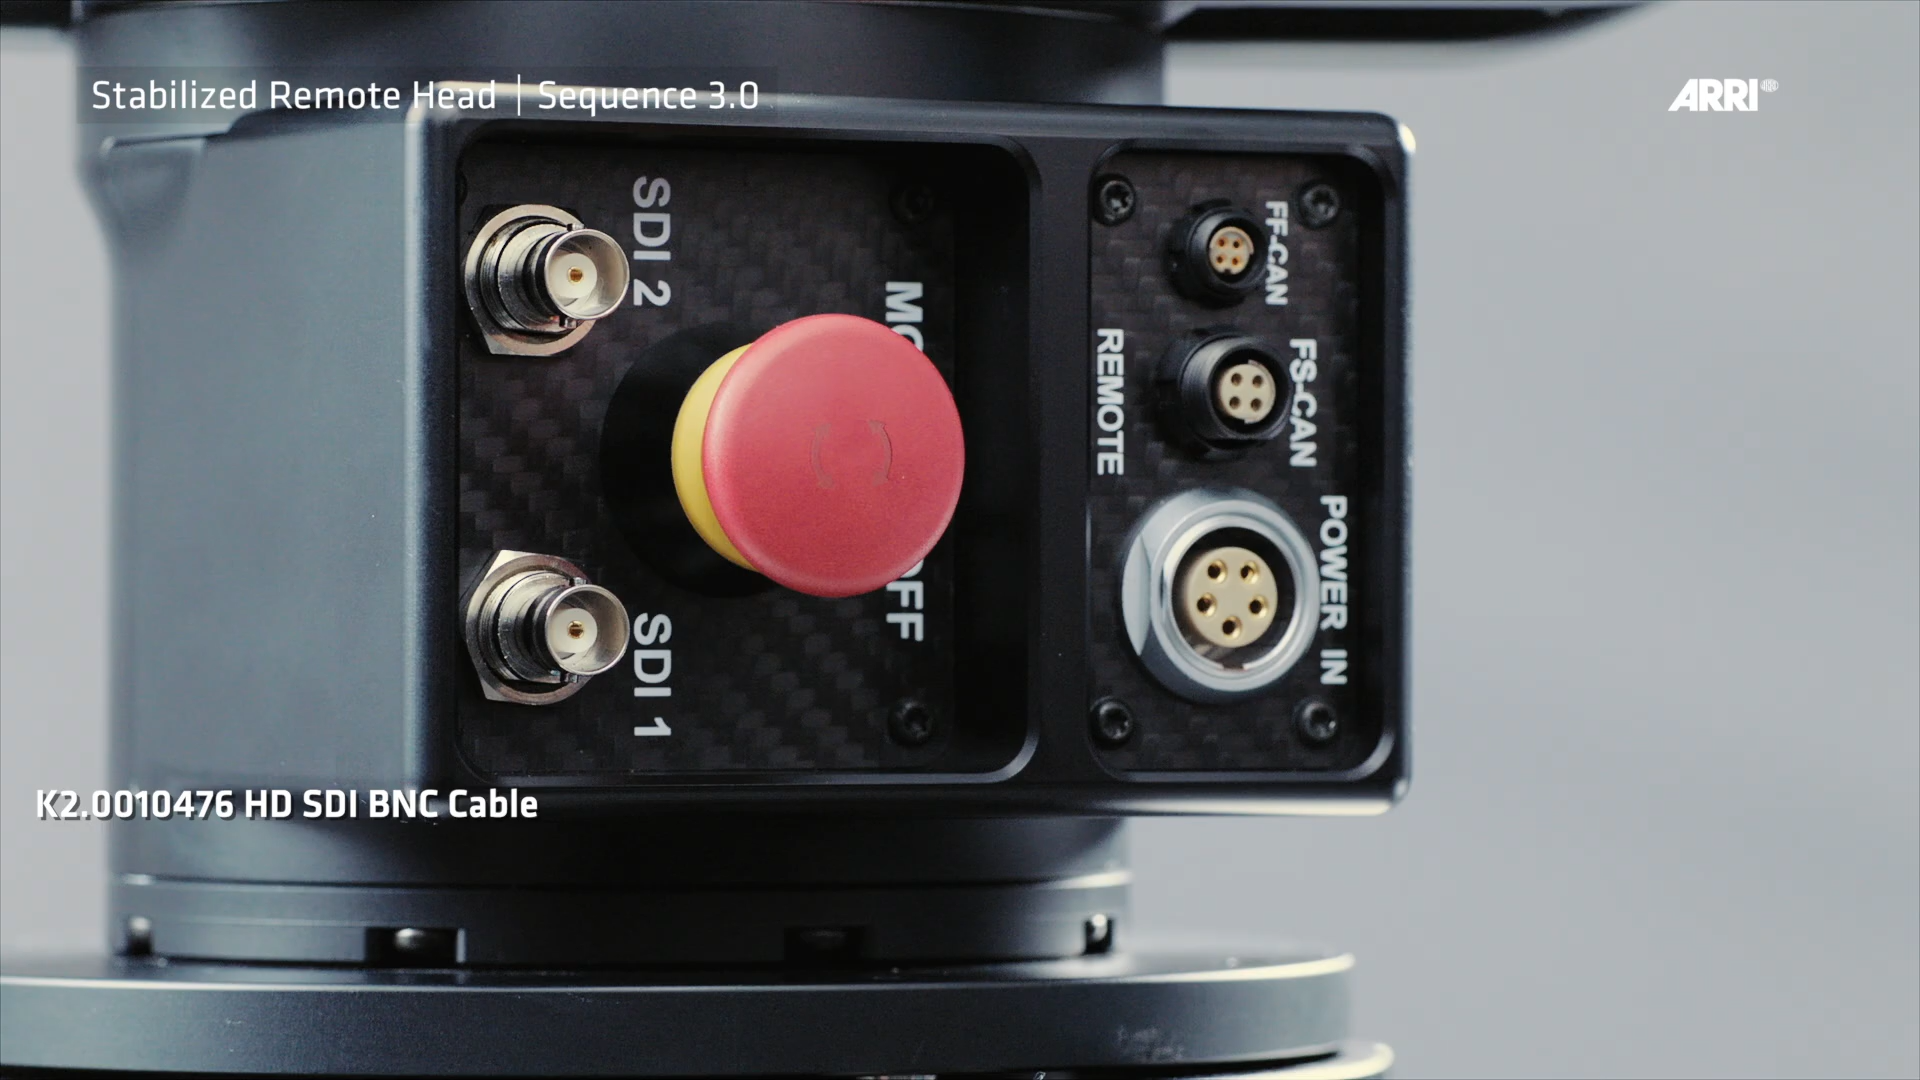 Stabilized Remote Head | Sequence 3.0
ARRI
SDI 2
FF-CAN
FS-CAN
REMOTE
POWER IN
SDI 1
K2.0010476 HD SDI BNC Cable